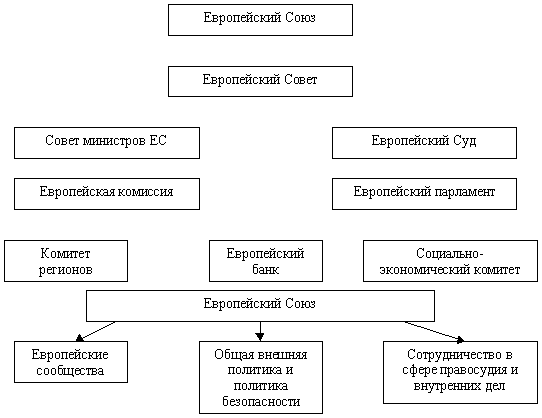 Европейский Союз
Европейский Совет
Совет министров ЕС
Европейский Суд
Европейская комиссия
Европейский парламент
Комитет
регионов
Европейский
банк
Социально-
экономический комитет
Европейский Союз
Европейские
сообщества
Общая внешняя
политика и
политика
безопасности
Сотрудничество в
сфере правосудия и
внутренних дел